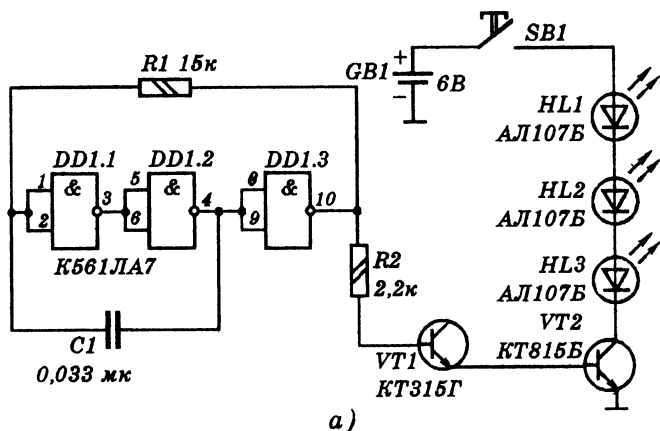 R1 15к
GB1
+
−
6В
SB1
HL1
АЛ107Б
HL2
АЛ107Б
HL3
АЛ107Б
DD1.1
DD1.2
DD1.3
1
2
&
3
5
6
&
4
9
&
10
К561ЛА7
R2
2,2к
C1
0,033 мк
VT1
КТ315Г
VT2
КТ815Б
а)